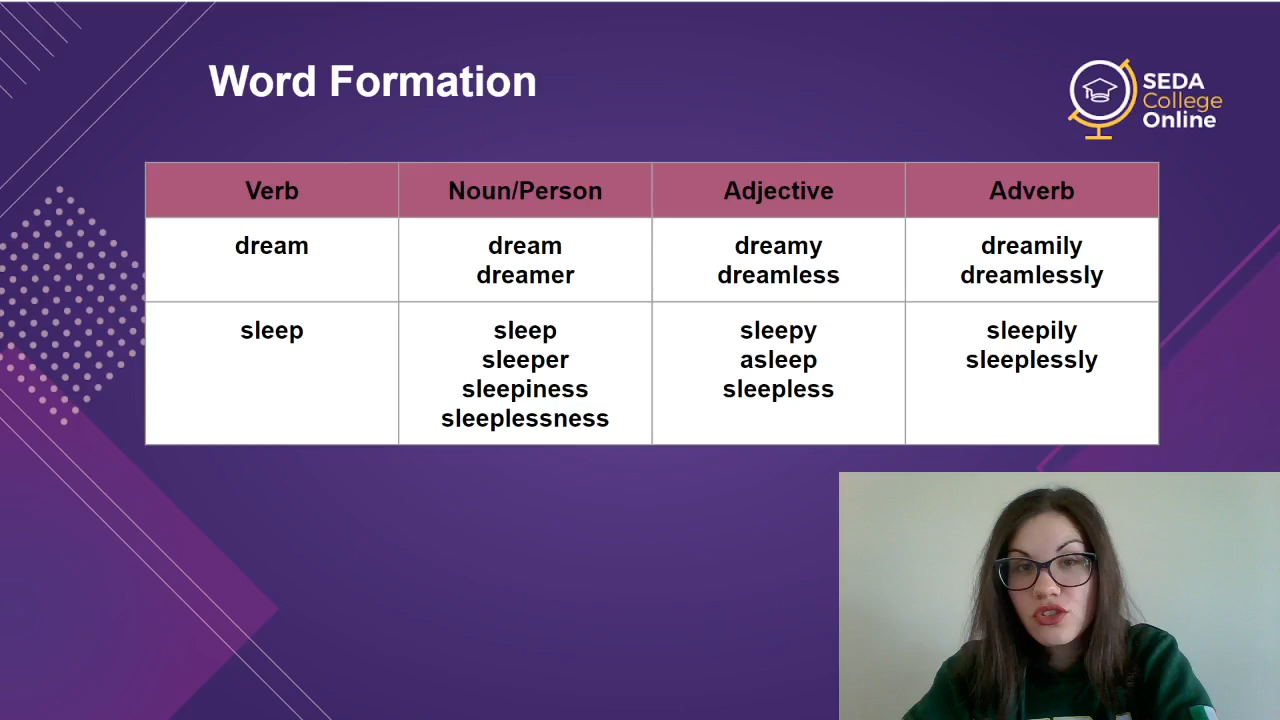 Word Formation
SEDA
College
Online
Verb
Noun/Person
Adjective
Adverb
dream
dream
dreamer
dreamy
dreamless
dreamily
dreamlessly
sleep
sleep
sleeper
sleepiness
sleeplessness
sleepy
asleep
sleepless
sleepily
sleeplessly